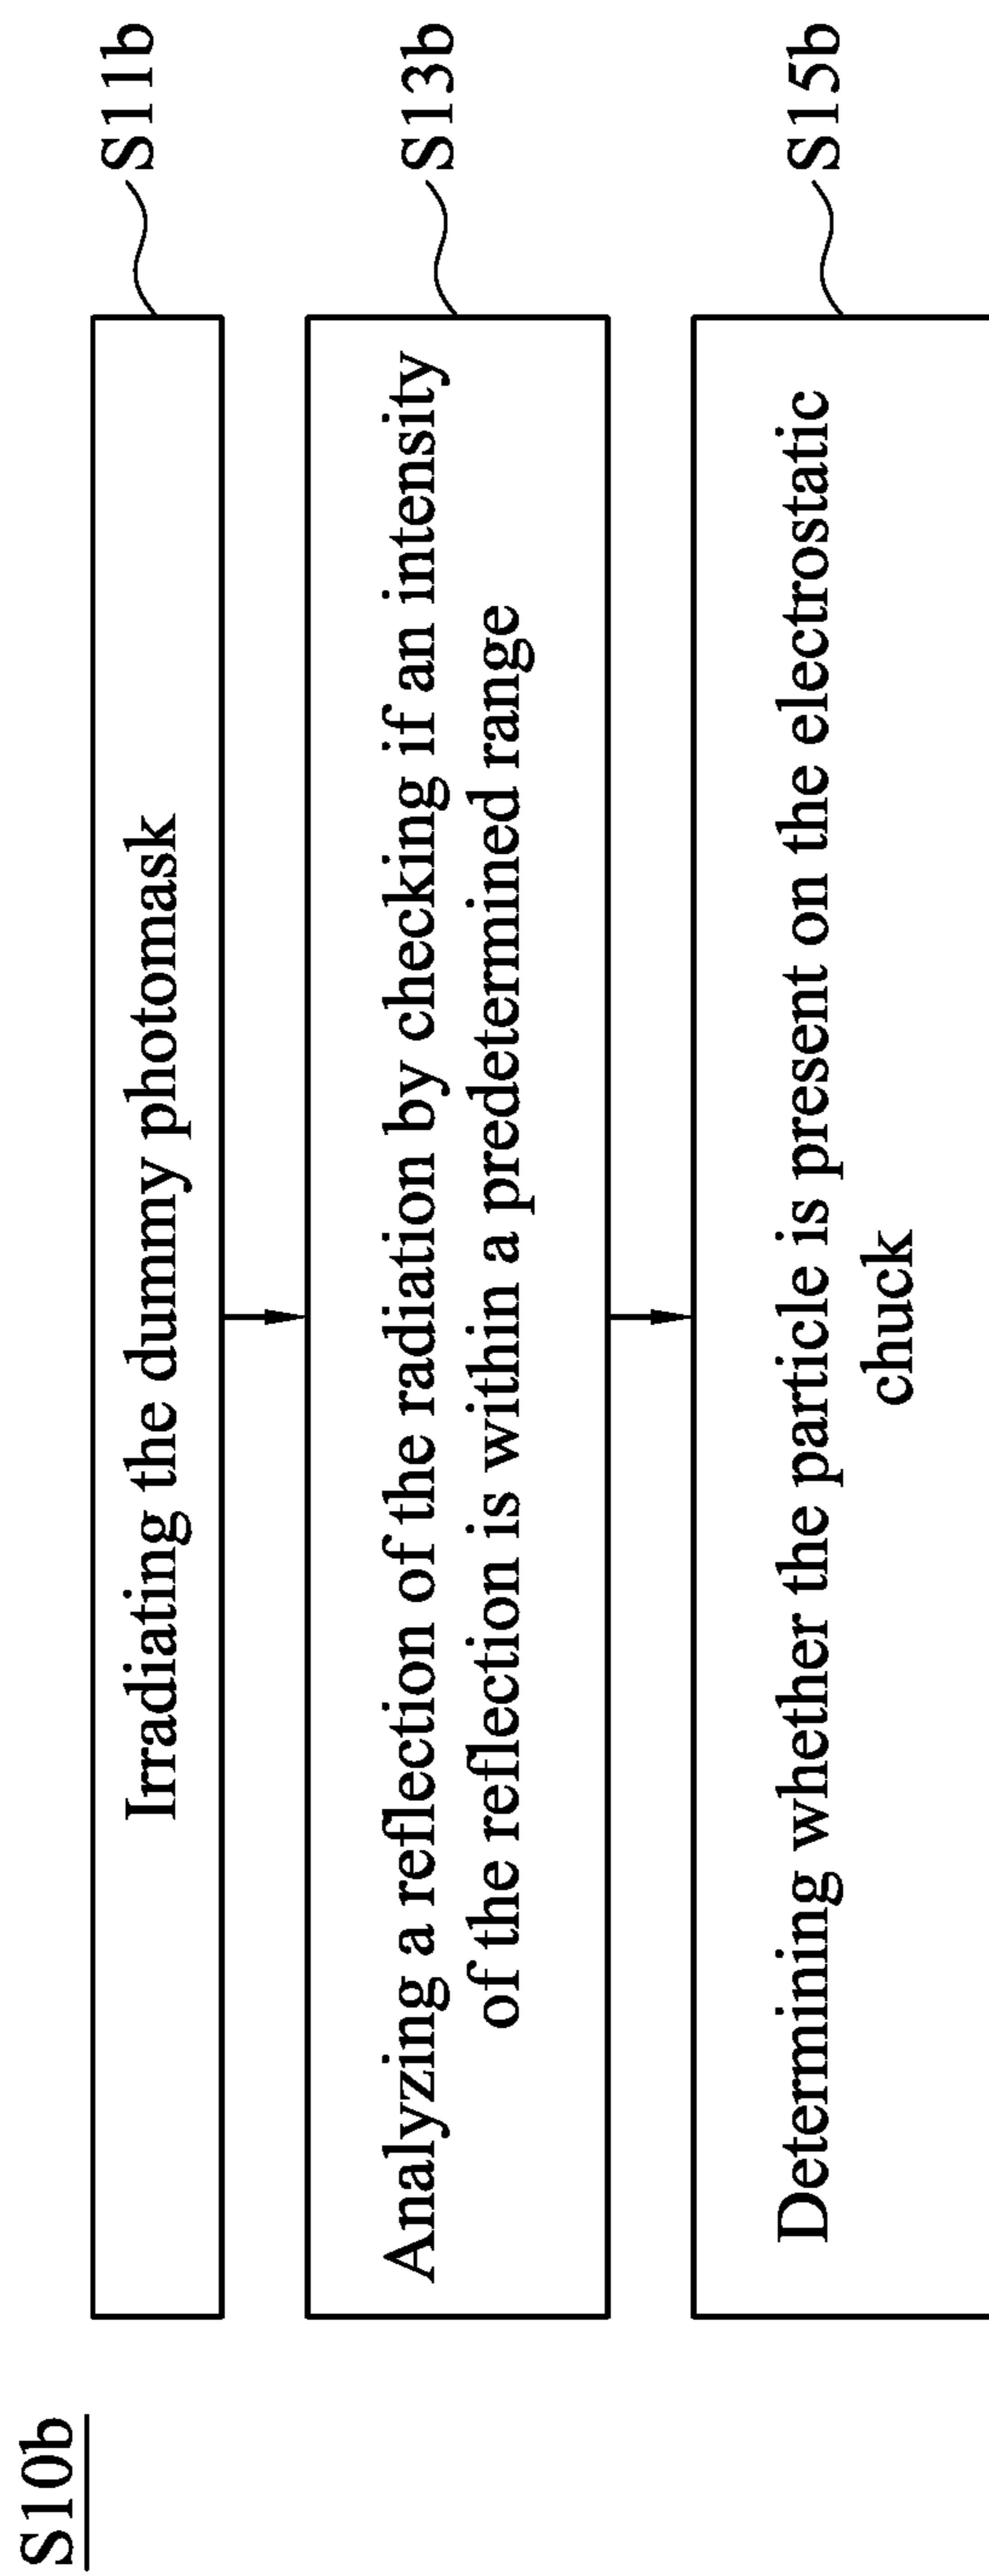 S10b
Irradiating the dummy photomask
S11b
Analyzing a reflection of the radiation by checking if an intensity
of the reflection is within a predetermined range
S13b
Determining whether the particle is present on the electrostatic
chuck
S15b